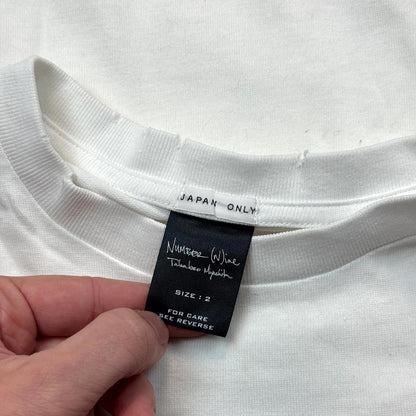 JAPAN ONLY
NUMBER (N)ine
Takahiro Miyashita
SIZE : 2
FOR CARE
SEE REVERSE